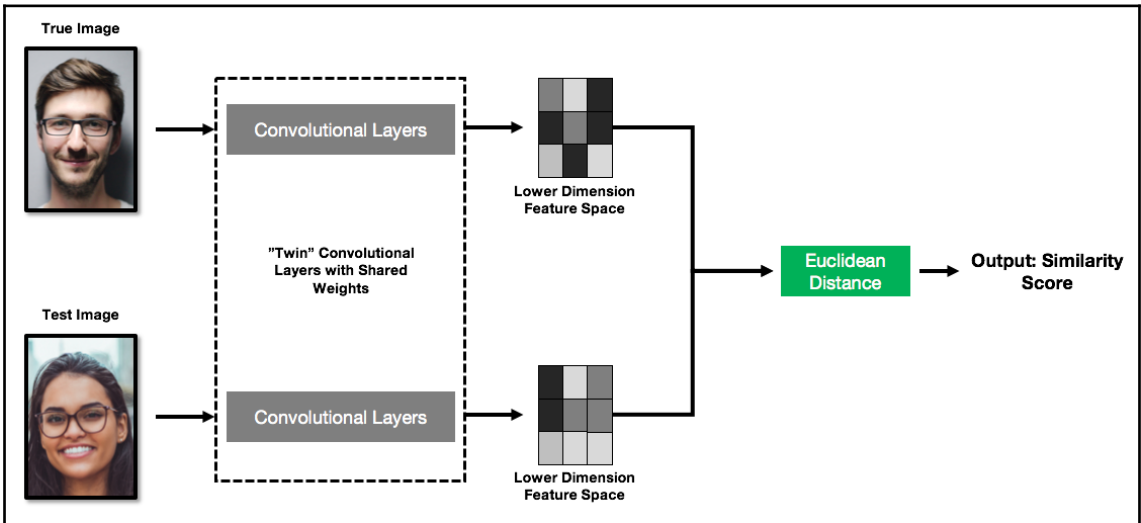 True Image
Convolutional Layers
Lower Dimension
Feature Space
”Twin” Convolutional
Layers with Shared
Weights
Euclidean
Distance
Output: Similarity
Score
Test Image
Convolutional Layers
Lower Dimension
Feature Space